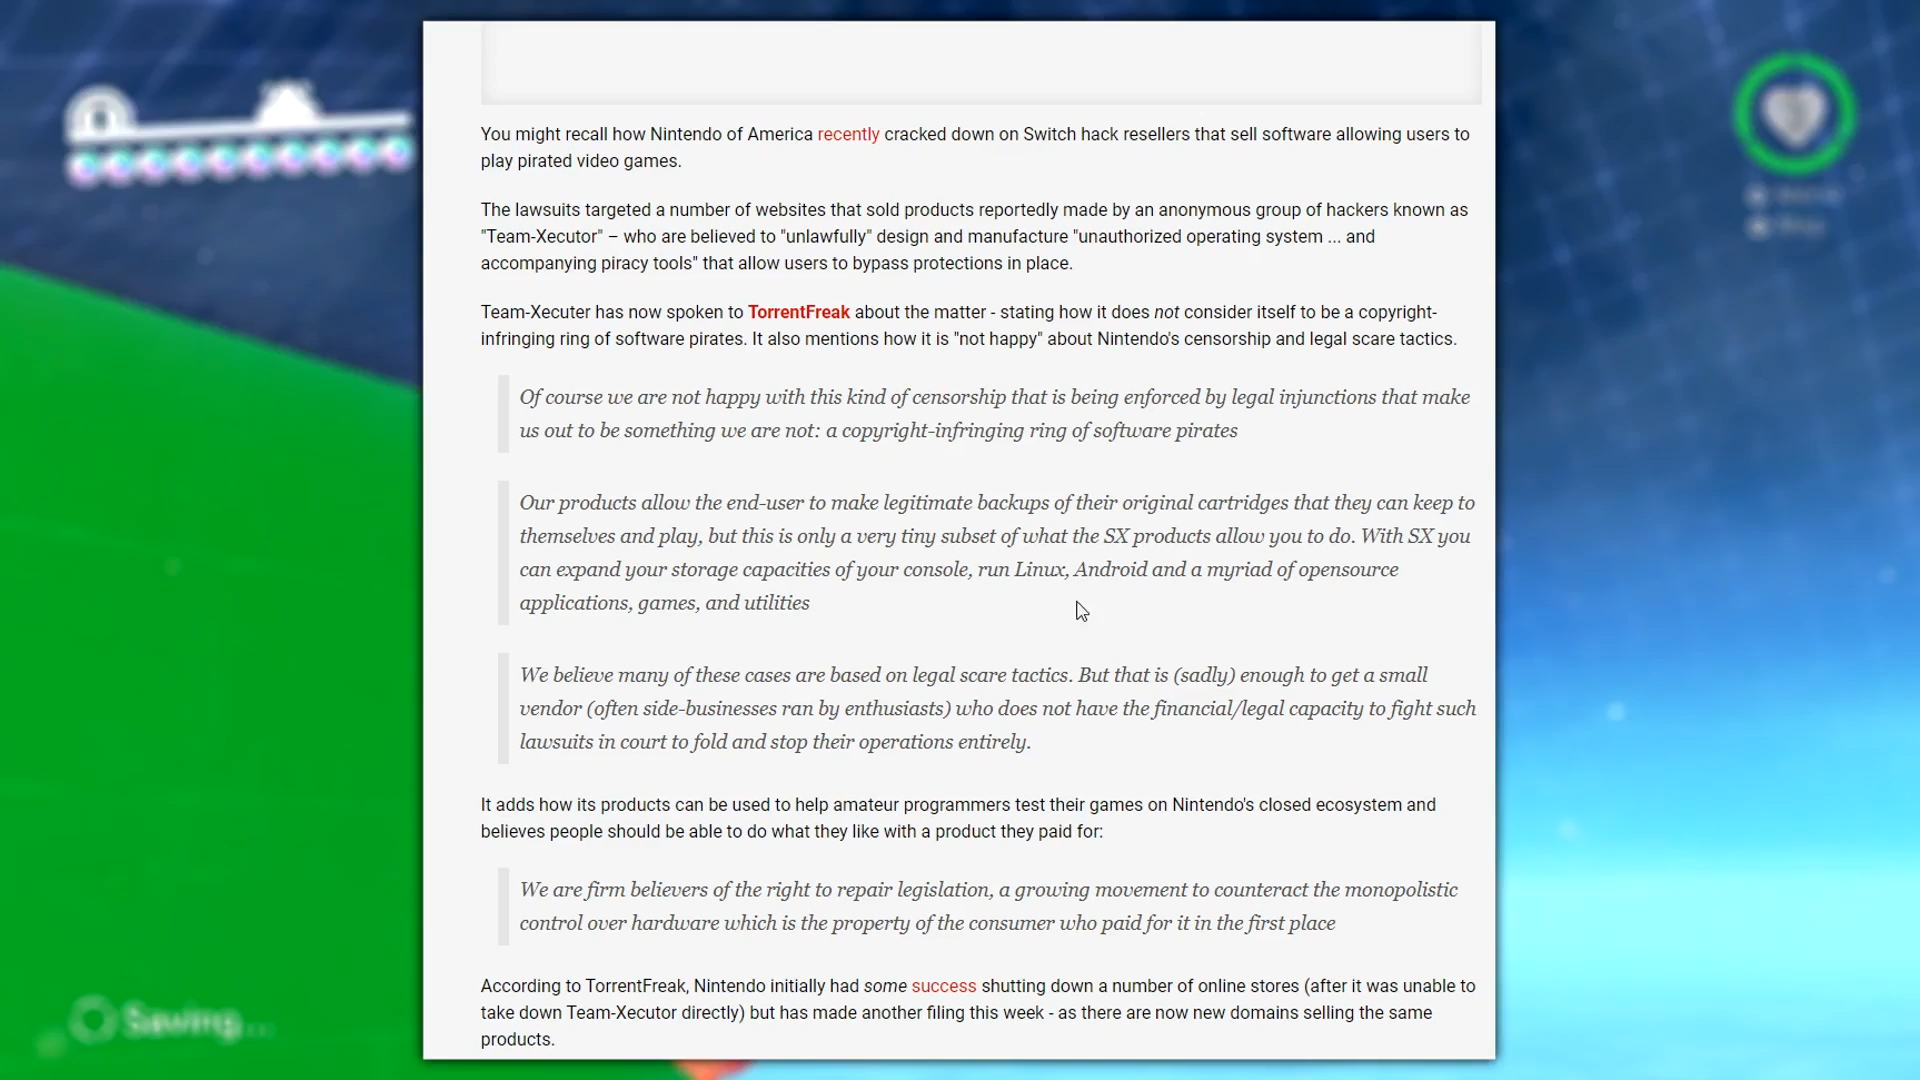 You might recall how Nintendo of America recently cracked down on Switch hack resellers that sell software allowing users to
play pirated video games.
The lawsuits targeted a number of websites that sold products reportedly made by an anonymous group of hackers known as
"Team-Xecutor" – who are believed to "unlawfully" design and manufacture "unauthorized operating system ... and
accompanying piracy tools" that allow users to bypass protections in place.
Team-Xecuter has now spoken to TorrentFreak about the matter - stating how it does not consider itself to be a copyright-
infringing ring of software pirates. It also mentions how it is "not happy" about Nintendo's censorship and legal scare tactics.
Of course we are not happy with this kind of censorship that is being enforced by legal injunctions that make
us out to be something we are not: a copyright-infringing ring of software pirates
Our products allow the end-user to make legitimate backups of their original cartridges that they can keep to
themselves and play, but this is only a very tiny subset of what the SX products allow you to do. With SX you
can expand your storage capacities of your console, run Linux, Android and a myriad of opensource
applications, games, and utilities
We believe many of these cases are based on legal scare tactics. But that is (sadly) enough to get a small
vendor (often side-businesses ran by enthusiasts) who does not have the financial/legal capacity to fight such
lawsuits in court to fold and stop their operations entirely.
It adds how its products can be used to help amateur programmers test their games on Nintendo's closed ecosystem and
believes people should be able to do what they like with a product they paid for:
We are firm believers of the right to repair legislation, a growing movement to counteract the monopolistic
control over hardware which is the property of the consumer who paid for it in the first place
According to TorrentFreak, Nintendo initially had some success shutting down a number of online stores (after it was unable to
take down Team-Xecutor directly) but has made another filing this week - as there are now new domains selling the same
products.
Saving...